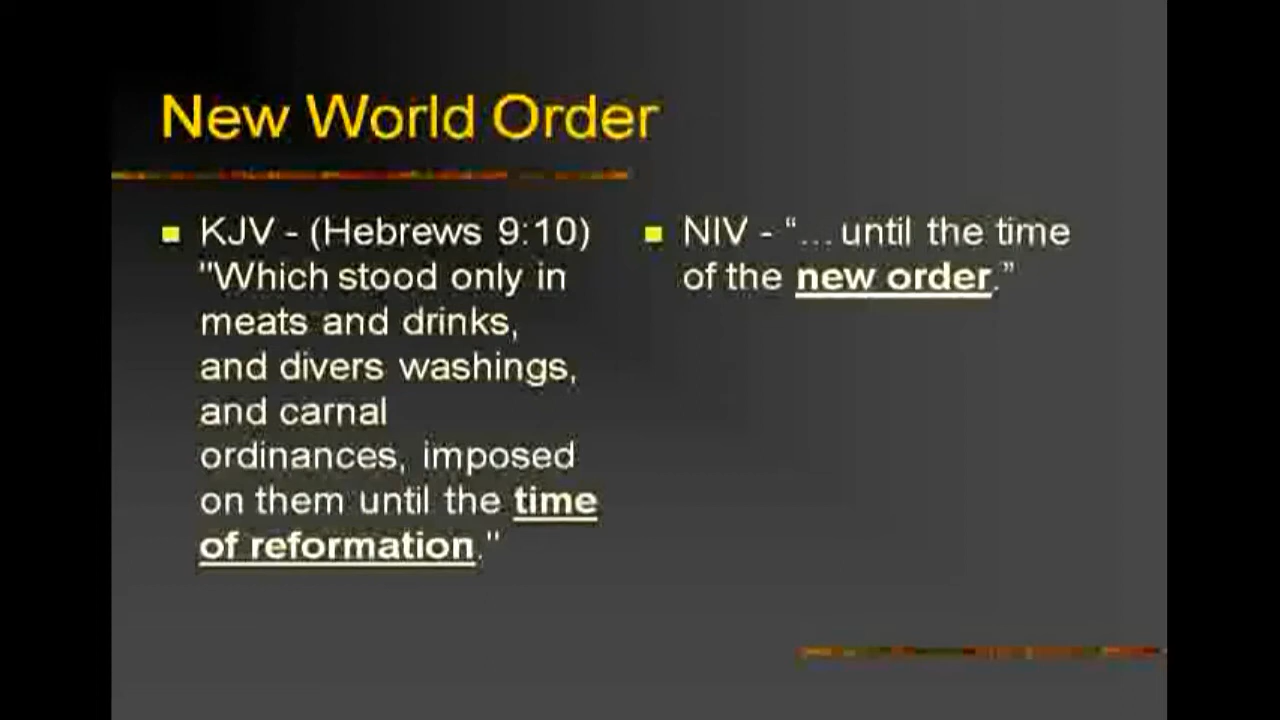 New World Order
KJV - (Hebrews 9:10)
"Which stood only in
meats and drinks,
and divers washings,
and carnal
ordinances, imposed
on them until the time
of reformation."
NIV - “... until the time
of the new order.”